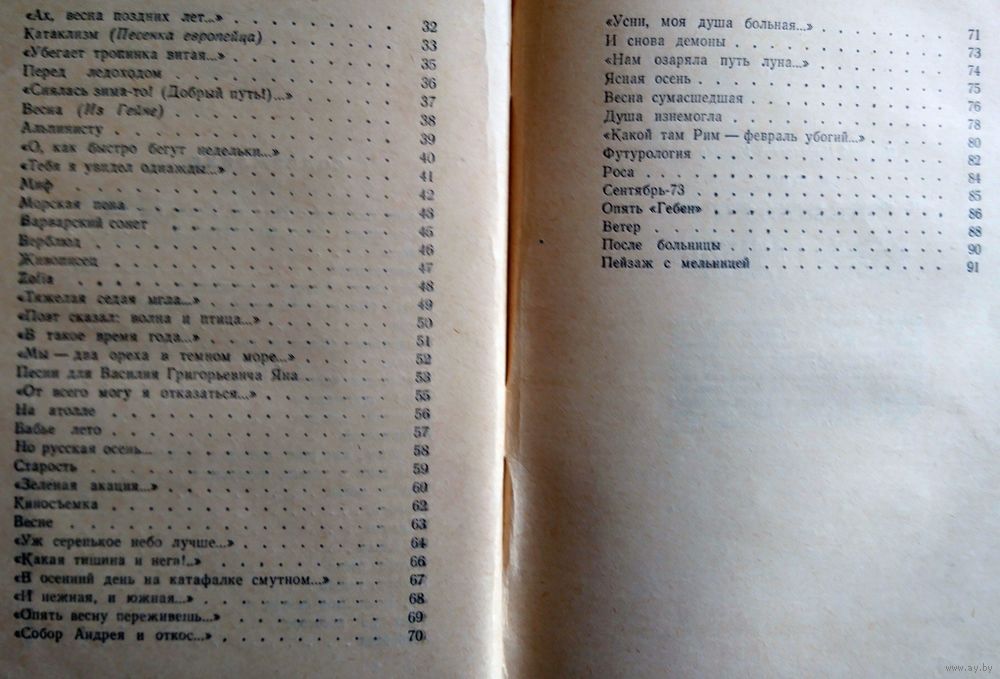 «Ах, весна поздних лет...» 32
Катаклизм (Песенка европейца) 33
«Убегает тропинка витая...» 35
Перед ледоходом 36
«Снялась зима-то! (Добрый путь!)...» 37
Весна (Из Гейне) 38
Альпинисту 39
«О, как быстро бегут недельки...» 40
«Тебя я увидел однажды...» 41
Миф 42
Морская пена 43
Варварский сонет 45
Верблюд 46
Живописец 47
Zofia 48
«Тяжелая седая мгла...» 49
«Поэт сказал: волна и птица...» 50
«В такое время года...» 51
«Мы — два ореха в темном море...» 52
Песни для Василия Григорьевича Яна 53
«От всего могу я отказаться...» 55
На атолле 56
Бабье лето 57
Но русская осень... 58
Старость 59
«Зеленая акация...» 60
Киносъемка 62
Весне 63
«Уж серенькое небо лучше...» 64
«Какая тишина и нега!..» 66
«В осенний день на катафалке смутном...» 67
«И нежная, и южная...» 68
«Опять весну переживешь...» 69
«Собор Андрея и откос...» 70
«Усни, моя душа больная...» 71
И снова демоны 73
«Нам озаряла путь луна...» 74
Ясная осень 75
Весна сумасшедшая 76
Душа изнемогла 78
«Какой там Рим — февраль убогий...» 80
Футурология 82
Роса 84
Сентябрь-73 85
Опять «Гебен» 86
Ветер 88
После больницы 90
Пейзаж с мельницей 91
www.ay.by